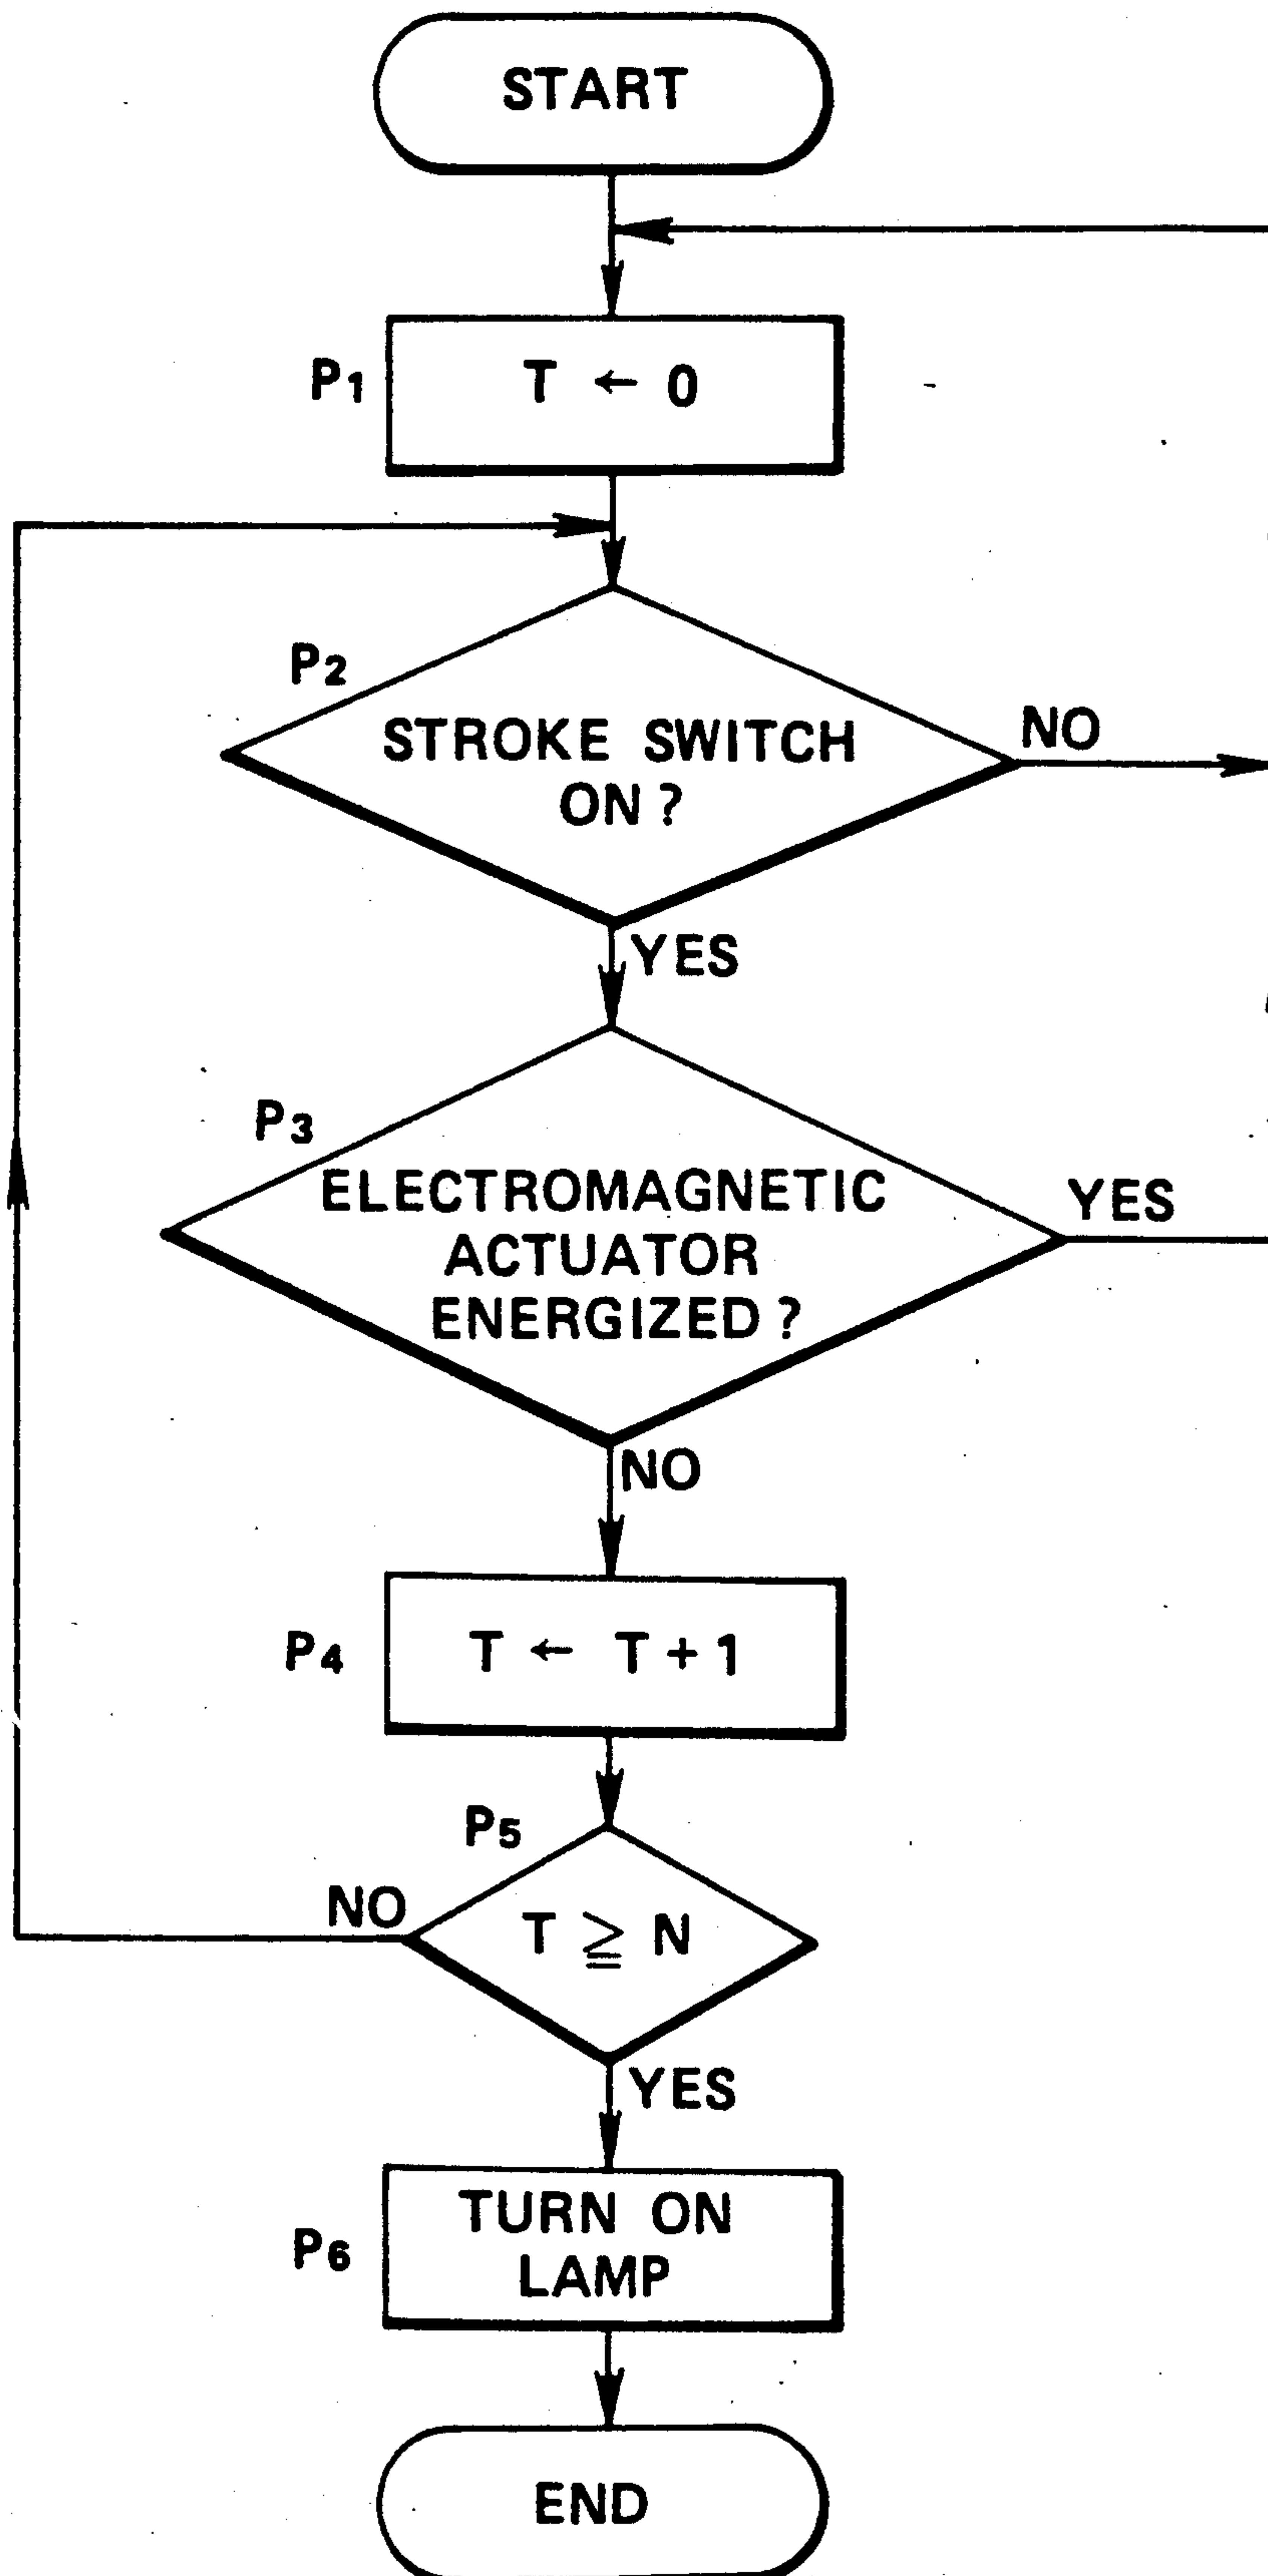 START
P1
T ← 0
P2
STROKE SWITCH
ON ?
NO
YES
P3
ELECTROMAGNETIC
ACTUATOR
ENERGIZED ?
YES
NO
P4
T ← T + 1
P5
NO
T ≧ N
YES
P6
TURN ON
LAMP
END